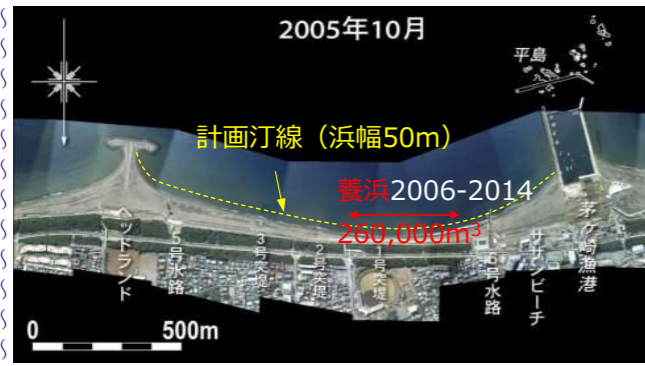 2005年10月
平島
計画汀線（浜幅50m）
養浜2006-2014
260,000m³
ヘッドランド
5号水路
3号突堤
2号突堤
1号突堤
6号水路
サザンビーチ
茅ヶ崎漁港
0 500m